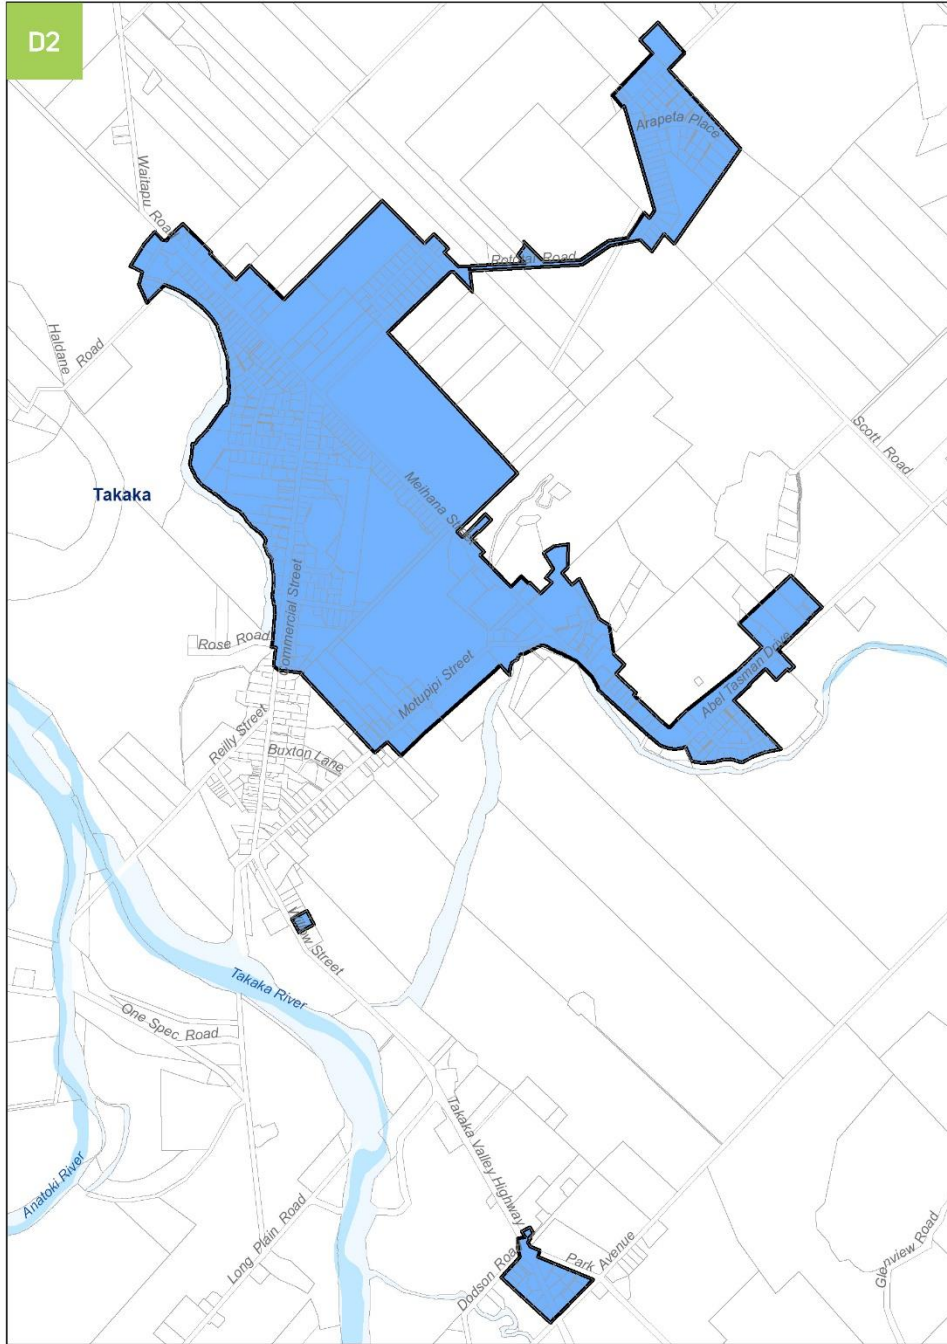 D2
Arapeta Place
Waitapu Road
Rototai Road
Haldane
Road
Scott Road
Takaka
Meihana Street
Commercial Street
Rose Road
Motupipi Street
Abel Tasman Drive
Reilly Street
Buxton Lane
Willow Street
Takaka River
One Spec Road
Takaka Valley Highway
Anatoki River
Long Plain Road
Dodson Road
Park Avenue
Glenview Road